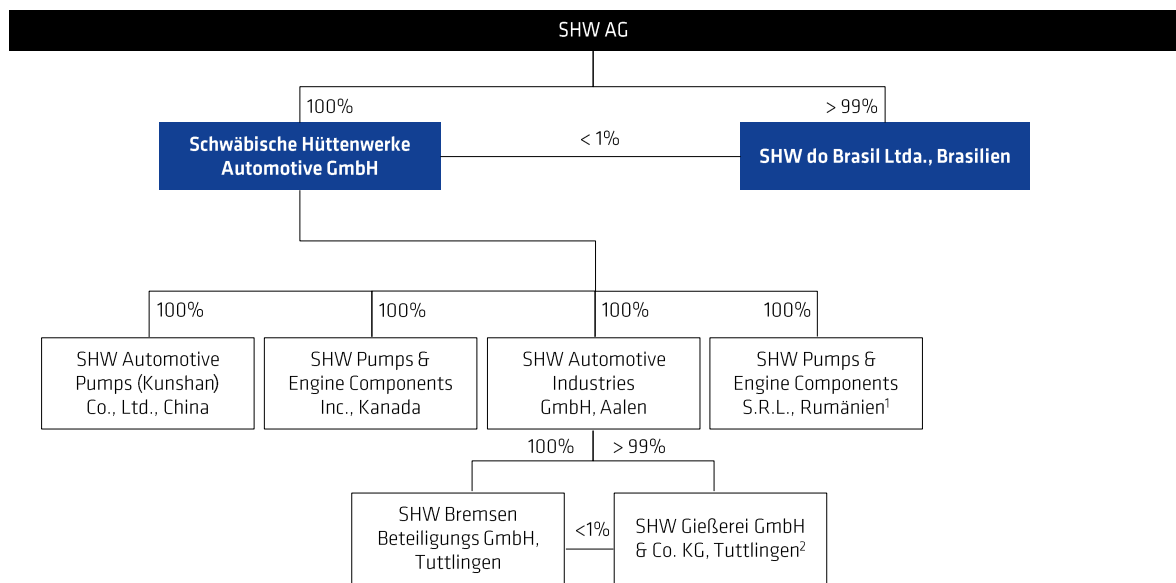 SHW AG
100%
> 99%
Schwäbische Hüttenwerke
Automotive GmbH
< 1%
SHW do Brasil Ltda., Brasilien
100%
100%
100%
100%
SHW Automotive
Pumps (Kunshan)
Co., Ltd., China
SHW Pumps &
Engine Components
Inc., Kanada
SHW Automotive
Industries
GmbH, Aalen
SHW Pumps &
Engine Components
S.R.L., Rumänien¹
100%
> 99%
SHW Bremsen
Beteiligungs GmbH,
Tuttlingen
<1%
SHW Gießerei GmbH
& Co. KG, Tuttlingen²